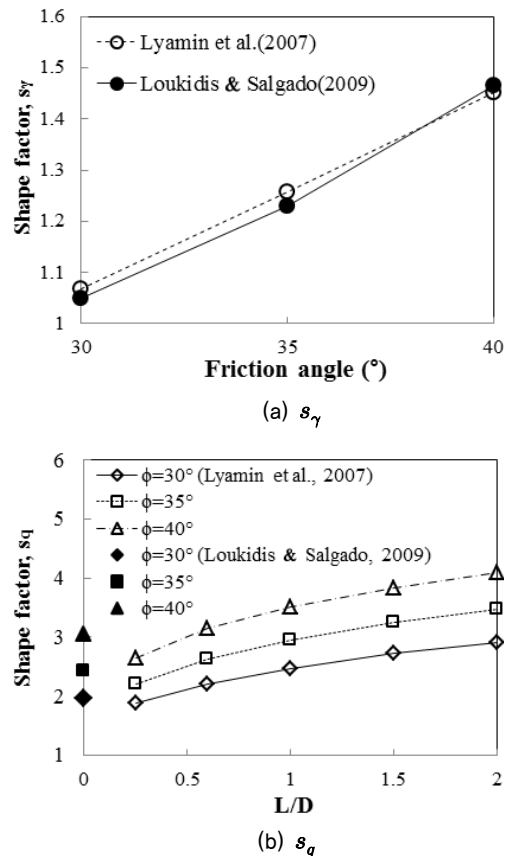 1.6
1.5
1.4
1.3
1.2
1.1
1
Shape factor, sγ
Lyamin et al.(2007)
Loukidis & Salgado(2009)
30 35 40
Friction angle (°)
(a) sγ
6
5
4
3
2
1
Shape factor, sq
ϕ=30° (Lyamin et al., 2007)
ϕ=35°
ϕ=40°
ϕ=30° (Loukidis & Salgado, 2009)
ϕ=35°
ϕ=40°
0 0.5 1 1.5 2
L/D
(b) sq